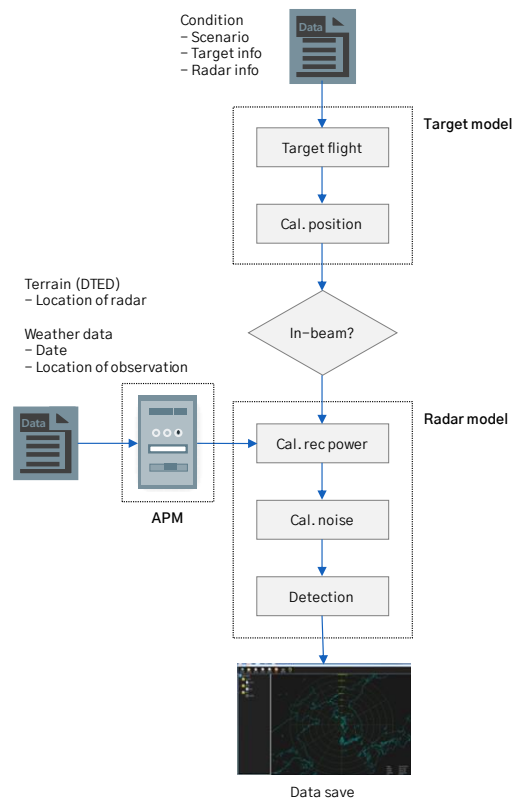 Condition
- Scenario
- Target info
- Radar info
Data
Target model
Target flight
Cal. position
Terrain (DTED)
- Location of radar
Weather data
- Date
- Location of observation
In-beam?
Data
APM
Radar model
Cal. rec power
Cal. noise
Detection
Data save